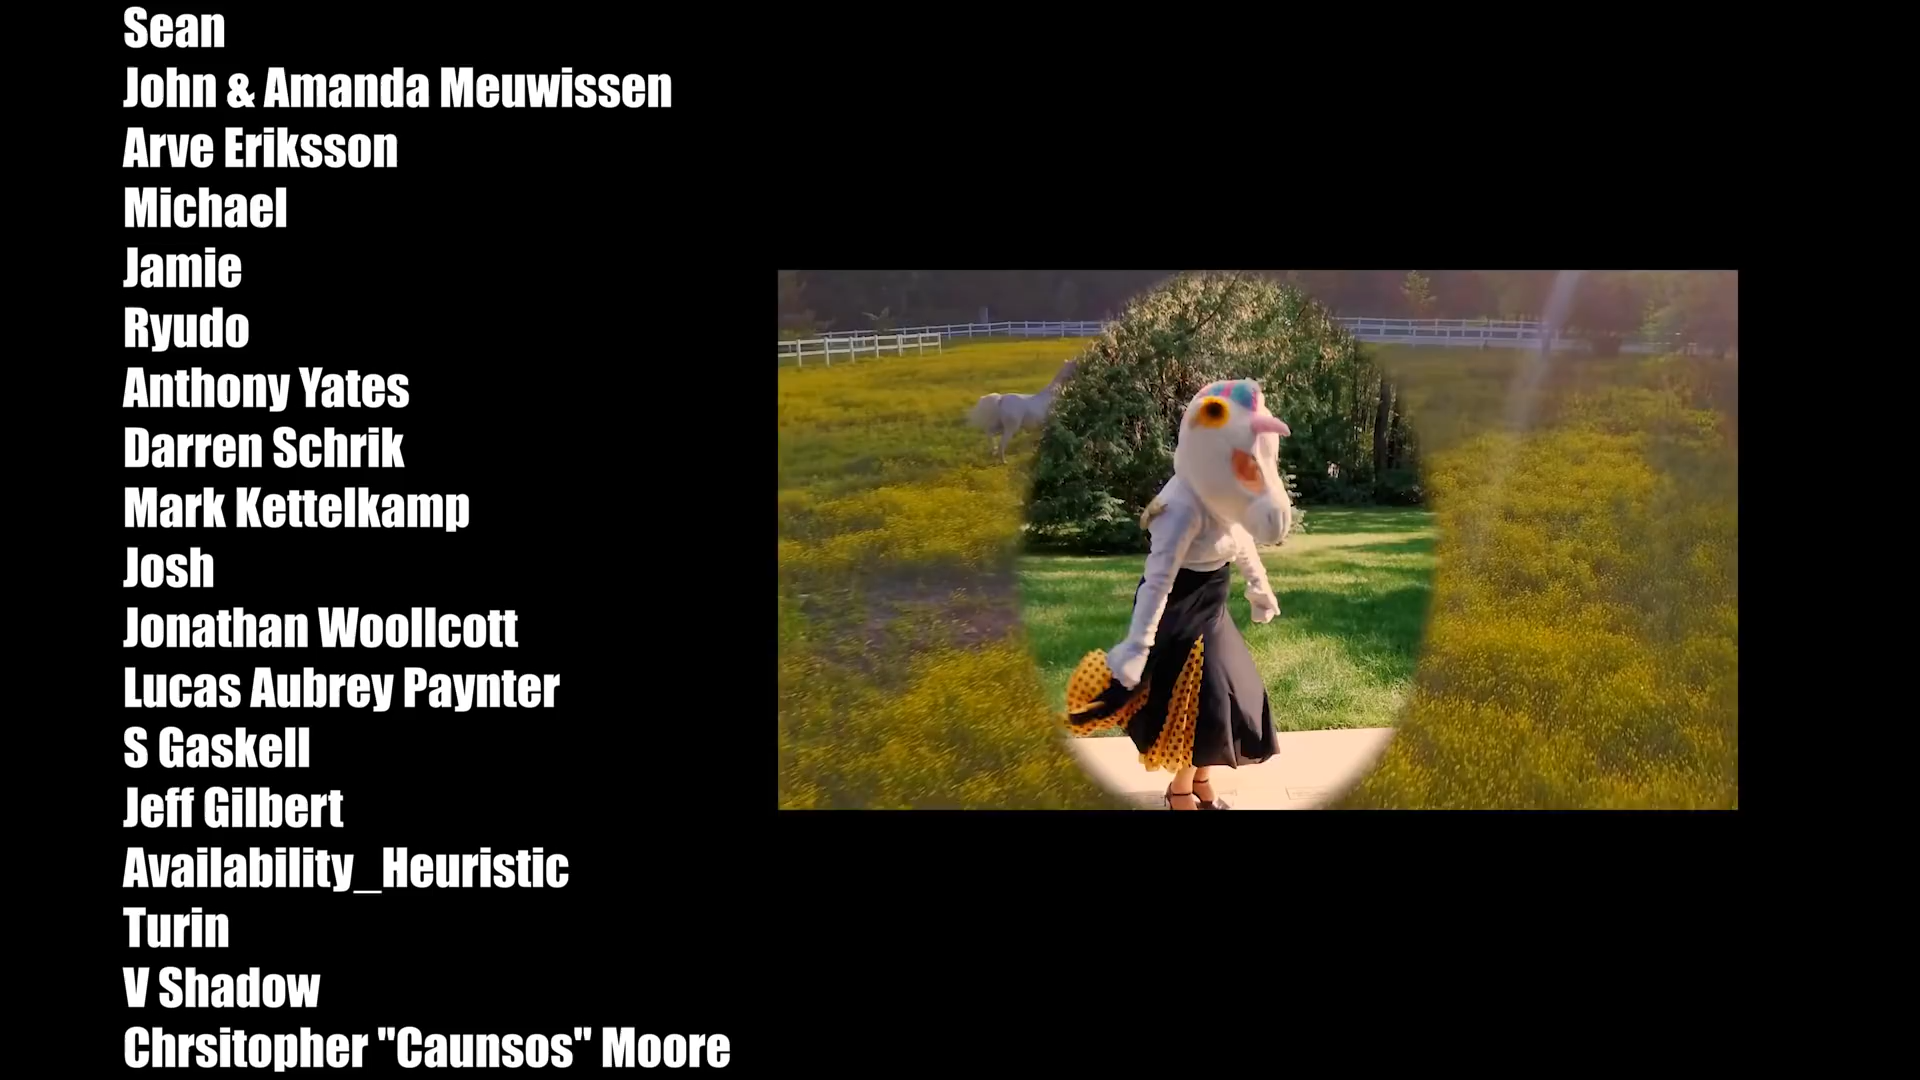 Sean
John & Amanda Meuwissen
Arve Eriksson
Michael
Jamie
Ryudo
Anthony Yates
Darren Schrik
Mark Kettelkamp
Josh
Jonathan Woollcott
Lucas Aubrey Paynter
S Gaskell
Jeff Gilbert
Availability_Heuristic
Turin
V Shadow
Chrsitopher "Caunsos" Moore